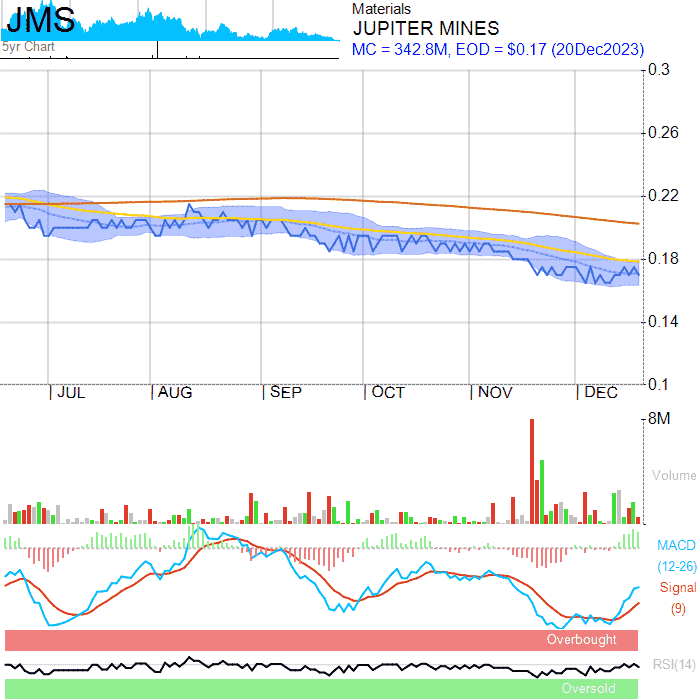 JMS
5yr Chart
Materials
JUPITER MINES
MC = 342.8M, EOD = $0.17 (20Dec2023)
0.3
0.26
0.22
0.18
0.14
0.1
JUL AUG SEP OCT NOV DEC
8M
Volume
MACD
(12-26)
Signal
(9)
Overbought
RSI(14)
Oversold